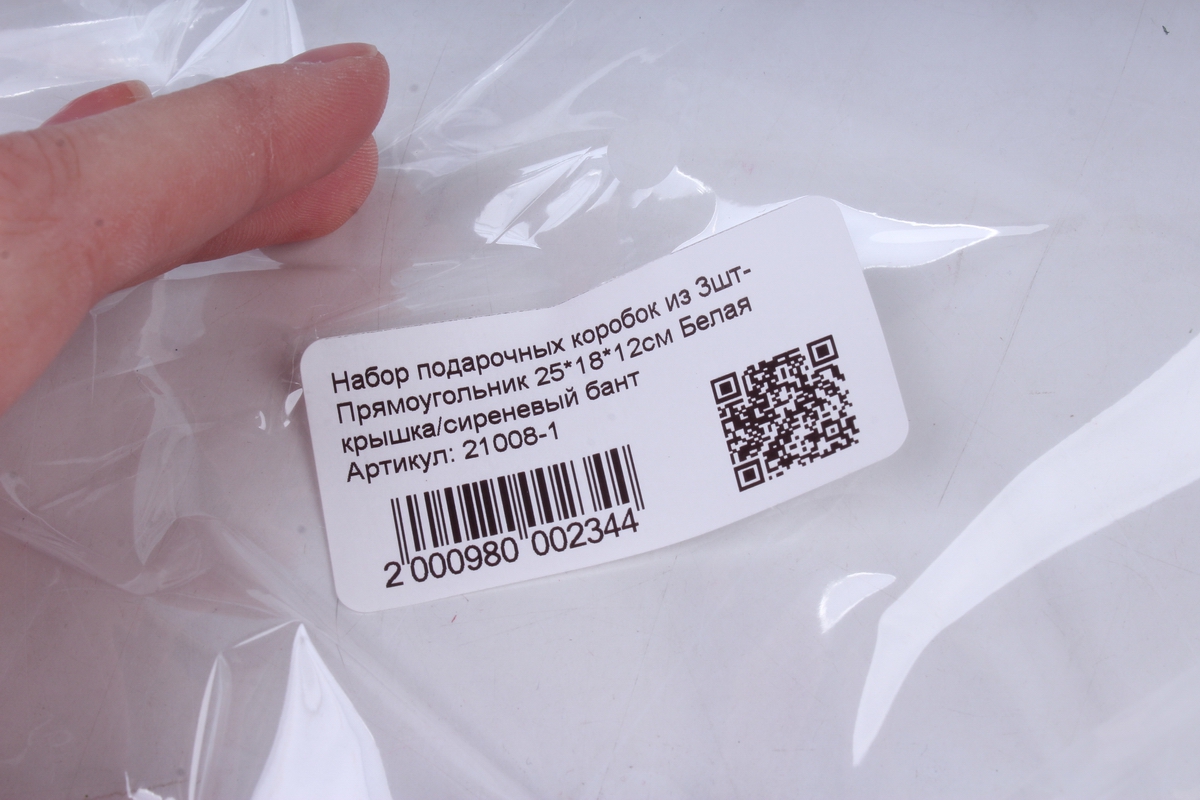 Набор подарочных коробок из 3шт-
Прямоугольник 25*18*12см Белая
крышка/сиреневый бант
Артикул: 21008-1
2 000980 002344